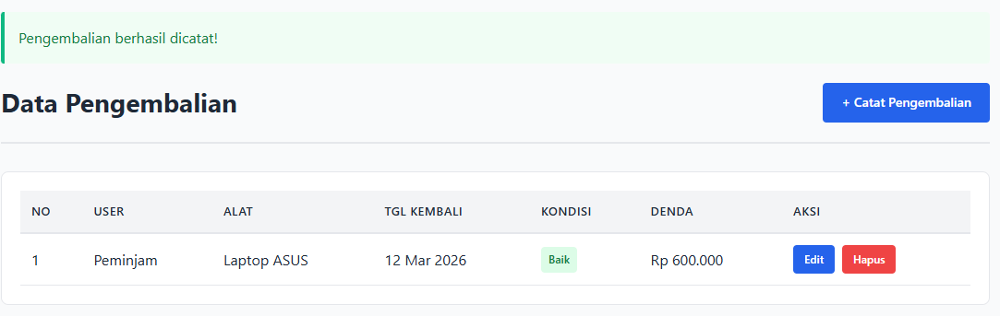 Pengembalian berhasil dicatat!
Data Pengembalian
+ Catat Pengembalian
NO USER ALAT TGL KEMBALI KONDISI DENDA AKSI
1 Peminjam Laptop ASUS 12 Mar 2026 Baik Rp 600.000 Edit Hapus